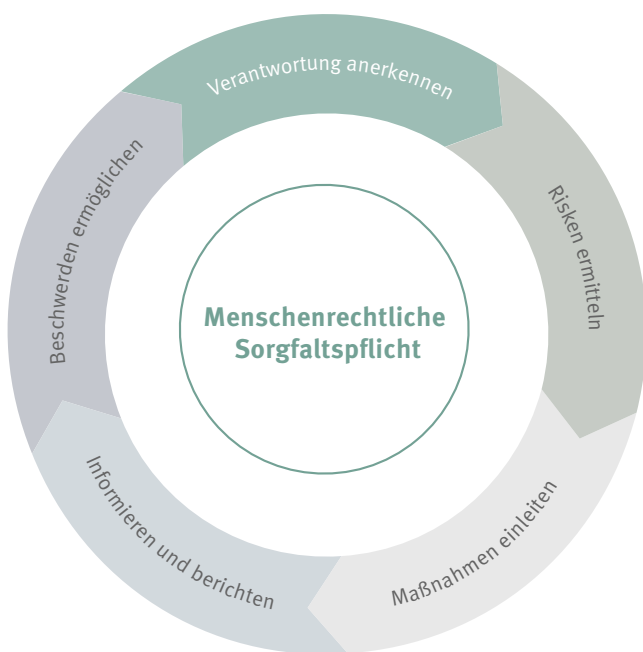 Verantwortung anerkennen
Risken ermitteln
Maßnahmen einleiten
Informieren und berichten
Beschwerden ermöglichen
Menschenrechtliche
Sorgfaltspflicht